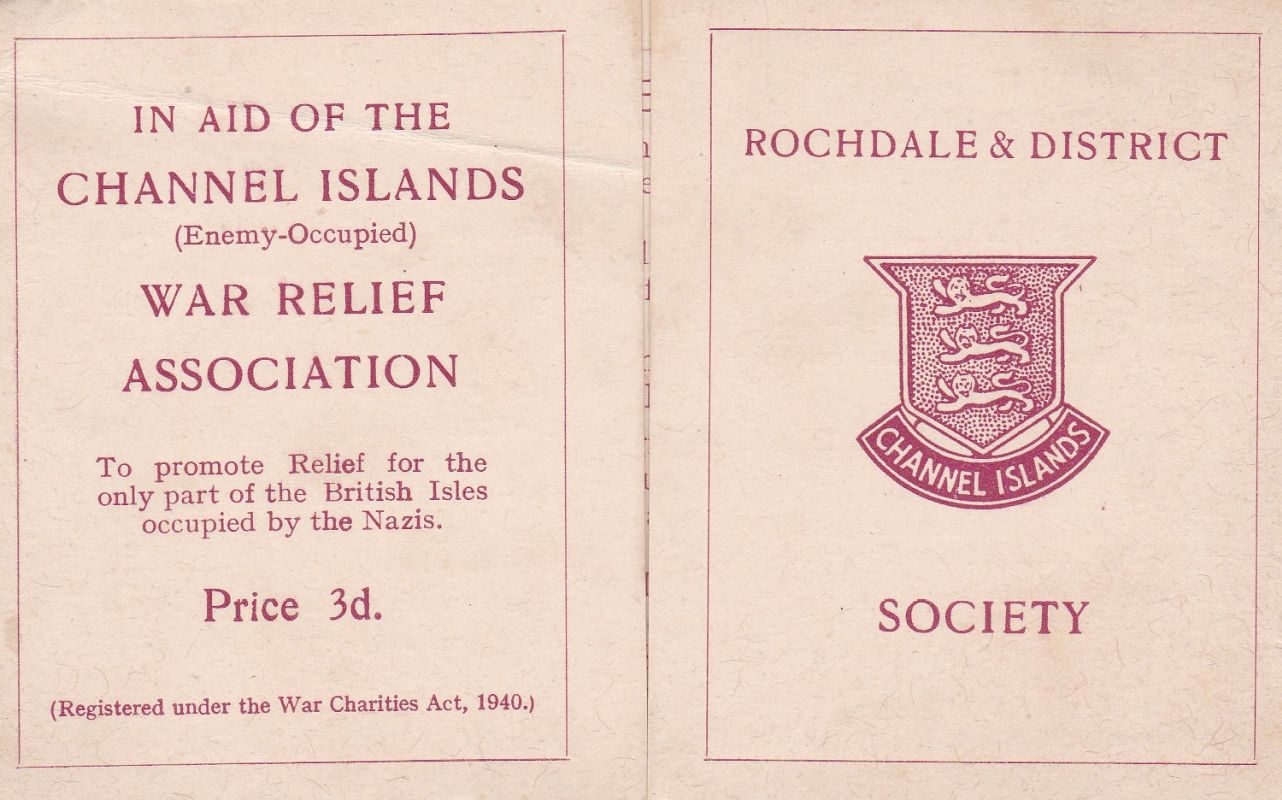 IN AID OF THE
CHANNEL ISLANDS
(Enemy-Occupied)
WAR RELIEF
ASSOCIATION
To promote Relief for the
only part of the British Isles
occupied by the Nazis.
Price 3d.
(Registered under the War Charities Act, 1940.)
ROCHDALE & DISTRICT
CHANNEL ISLANDS
SOCIETY